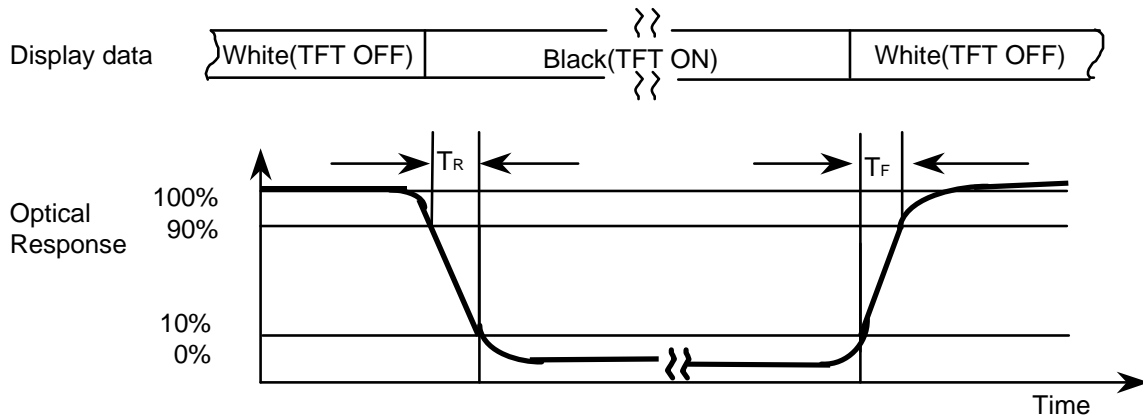 Display data
White(TFT OFF)
Black(TFT ON)
White(TFT OFF)
TR
TF
Optical
Response
100%
90%
10%
0%
Time